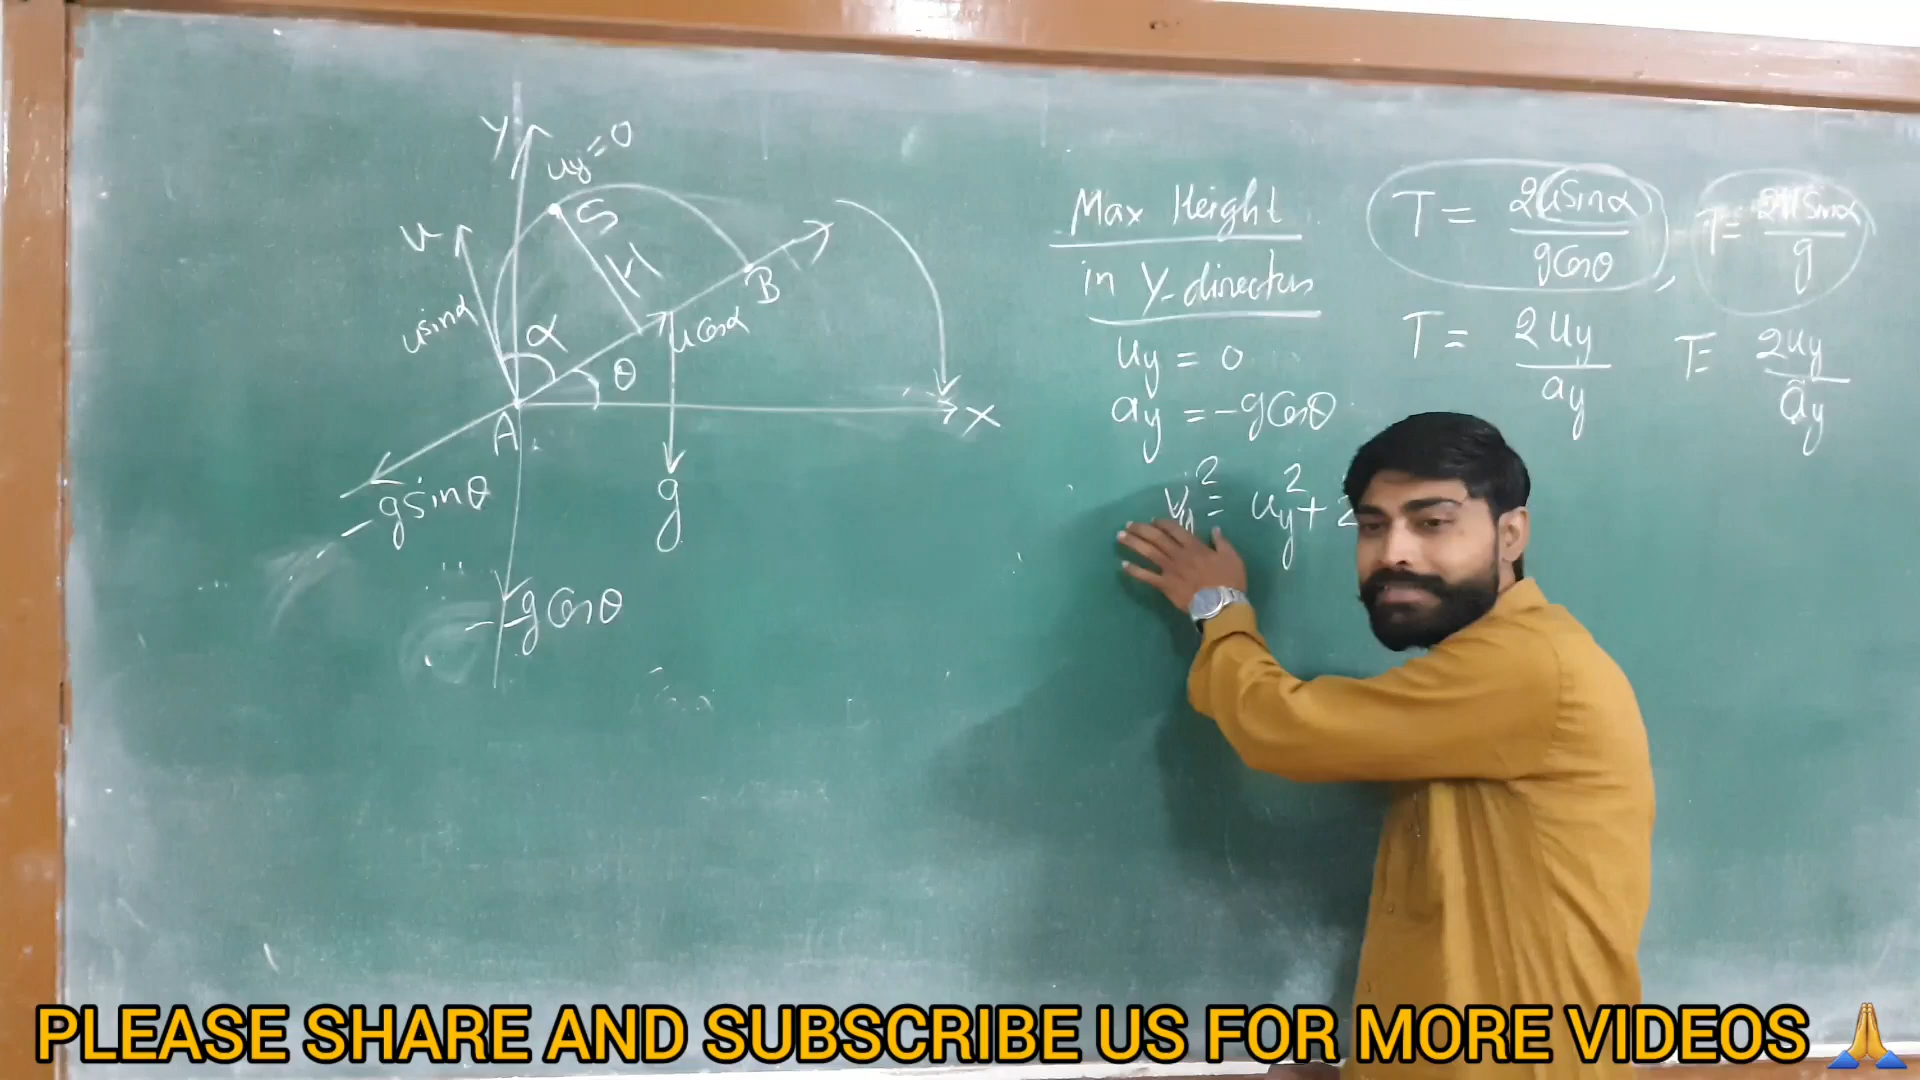 Y
uy=0
S
u
H
B
usinα
α
ucosα
θ
A
X
g
-gsinθ
-gCosθ
Max Height
in Y-direction
uy = 0
ay = -gCosθ
Vy² = uy² + 2
T = 2uSinα / gCosθ , T = 2uSinα / g
T = 2uy / ay T = 2uy / ay
PLEASE SHARE AND SUBSCRIBE US FOR MORE VIDEOS 🙏